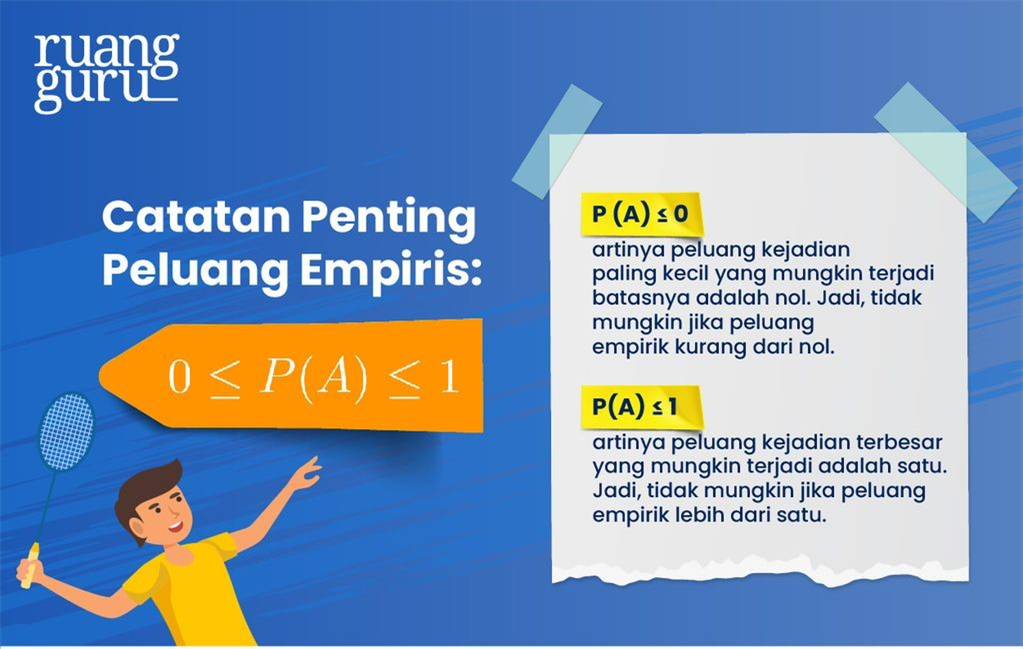 ruang
guru
Catatan Penting
Peluang Empiris:
0 ≤ P(A) ≤ 1
P (A) ≤ 0
artinya peluang kejadian
paling kecil yang mungkin terjadi
batasnya adalah nol. Jadi, tidak
mungkin jika peluang
empirik kurang dari nol.
P(A) ≤ 1
artinya peluang kejadian terbesar
yang mungkin terjadi adalah satu.
Jadi, tidak mungkin jika peluang
empirik lebih dari satu.